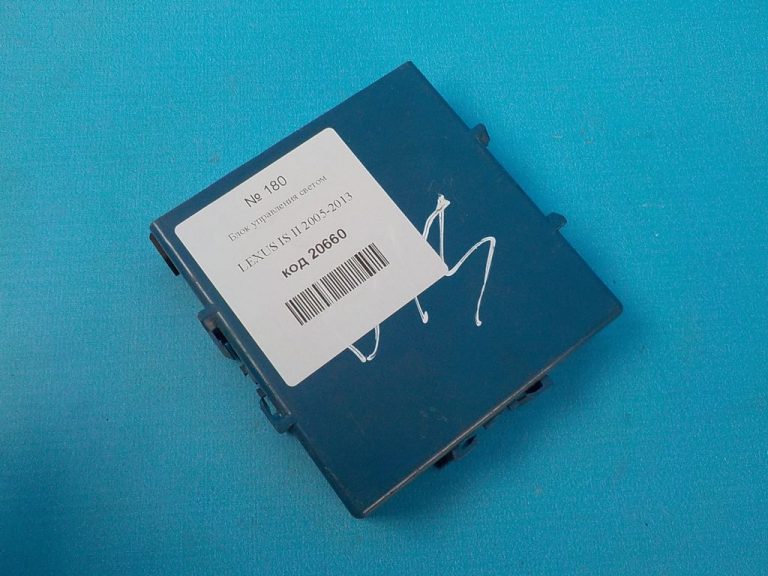 № 180
Блок управления светом
LEXUS IS II 2005-2013
код 20660